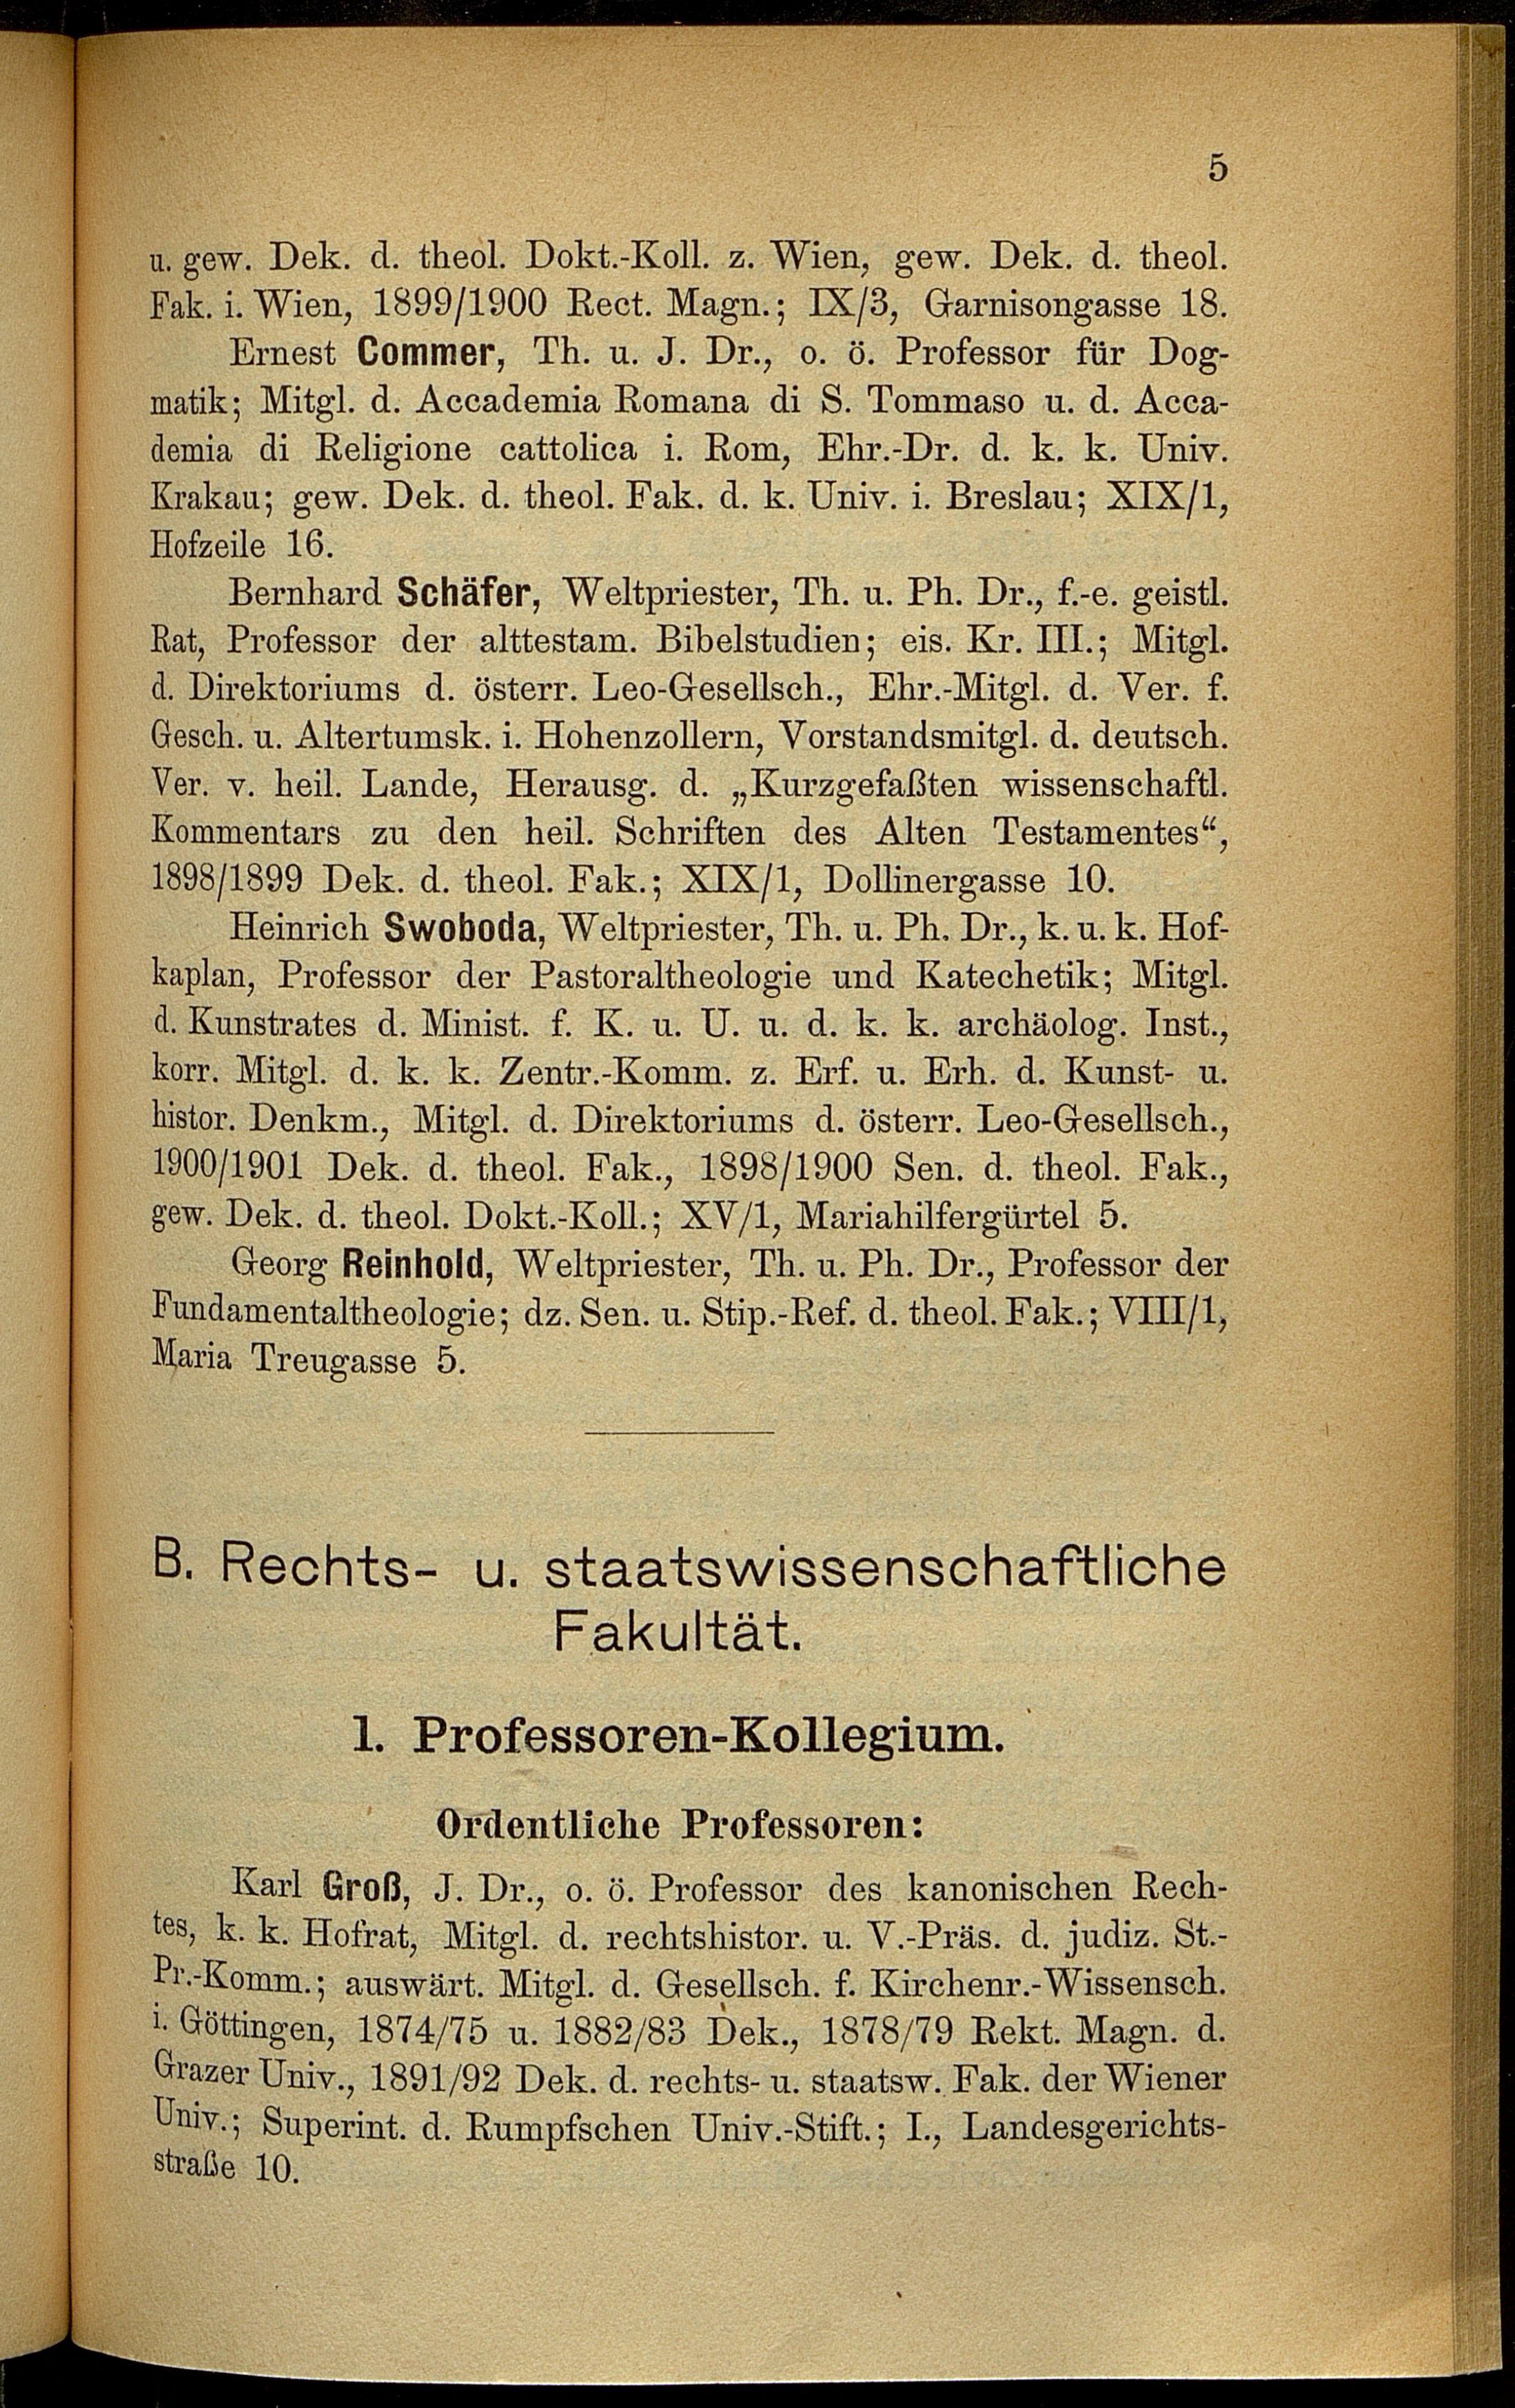 5
u. gew. Dek. d. theol. Dokt.-Koll. z. Wien, gew. Dek. d. theol.
Fak. i. Wien, 1899/1900 Rect. Magn.; IX/3, Garnisongasse 18.
Ernest Commer, Th. u. J. Dr., o. ö. Professor für Dog-
matik; Mitgl. d. Accademia Romana di S. Tommaso u. d. Acca-
demia di Religione cattolica i. Rom, Ehr.-Dr. d. k. k. Univ.
Krakau; gew. Dek. d. theol. Fak. d. k. Univ. i. Breslau; XIX/1,
Hofzeile 16.
Bernhard Schäfer, Weltpriester, Th. u. Ph. Dr., f.-e. geistl.
Rat, Professor der alttestam. Bibelstudien; eis. Kr. III.; Mitgl.
d. Direktoriums d. österr. Leo-Gesellsch., Ehr.-Mitgl. d. Ver. f.
Gesch. u. Altertumsk. i. Hohenzollern, Vorstandsmitgl. d. deutsch.
Ver. v. heil. Lande, Herausg. d. „Kurzgefaßten wissenschaftl.
Kommentars zu den heil. Schriften des Alten Testamentes“,
1898/1899 Dek. d. theol. Fak.; XIX/1, Dollinergasse 10.
Heinrich Swoboda, Weltpriester, Th. u. Ph. Dr., k. u. k. Hof-
kaplan, Professor der Pastoraltheologie und Katechetik; Mitgl.
d. Kunstrates d. Minist. f. K. u. U. u. d. k. k. archäolog. Inst.,
korr. Mitgl. d. k. k. Zentr.-Komm. z. Erf. u. Erh. d. Kunst- u.
histor. Denkm., Mitgl. d. Direktoriums d. österr. Leo-Gesellsch.,
1900/1901 Dek. d. theol. Fak., 1898/1900 Sen. d. theol. Fak.,
gew. Dek. d. theol. Dokt.-Koll.; XV/1, Mariahilfergürtel 5.
Georg Reinhold, Weltpriester, Th. u. Ph. Dr., Professor der
Fundamentaltheologie; dz. Sen. u. Stip.-Ref. d. theol. Fak.; VIII/1,
Maria Treugasse 5.
B. Rechts- u. staatswissenschaftliche
Fakultät.
1. Professoren-Kollegium.
Ordentliche Professoren:
Karl Groß, J. Dr., o. ö. Professor des kanonischen Rech-
tes, k. k. Hofrat, Mitgl. d. rechtshistor. u. V.-Präs. d. judiz. St.-
Pr.-Komm.; auswärt. Mitgl. d. Gesellsch. f. Kirchenr.-Wissensch.
i. Göttingen, 1874/75 u. 1882/83 Dek., 1878/79 Rekt. Magn. d.
Grazer Univ., 1891/92 Dek. d. rechts- u. staatsw. Fak. der Wiener
Univ.; Superint. d. Rumpfschen Univ.-Stift.; I., Landesgerichts-
straße 10.